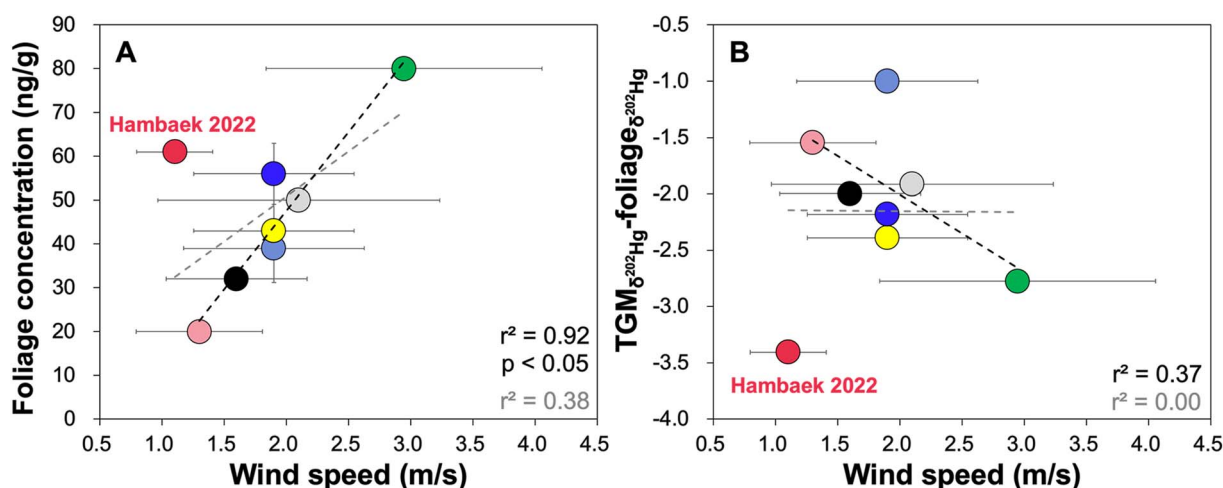 A
Foliage concentration (ng/g)
90
80
70
60
50
40
30
20
10
0
Hambaek 2022
r² = 0.92
p < 0.05
r² = 0.38
0.5 1.0 1.5 2.0 2.5 3.0 3.5 4.0 4.5
Wind speed (m/s)
B
TGMδ²⁰²Hg-foliageδ²⁰²Hg
-0.5
-1.0
-1.5
-2.0
-2.5
-3.0
-3.5
-4.0
Hambaek 2022
r² = 0.37
r² = 0.00
0.5 1.0 1.5 2.0 2.5 3.0 3.5 4.0 4.5
Wind speed (m/s)